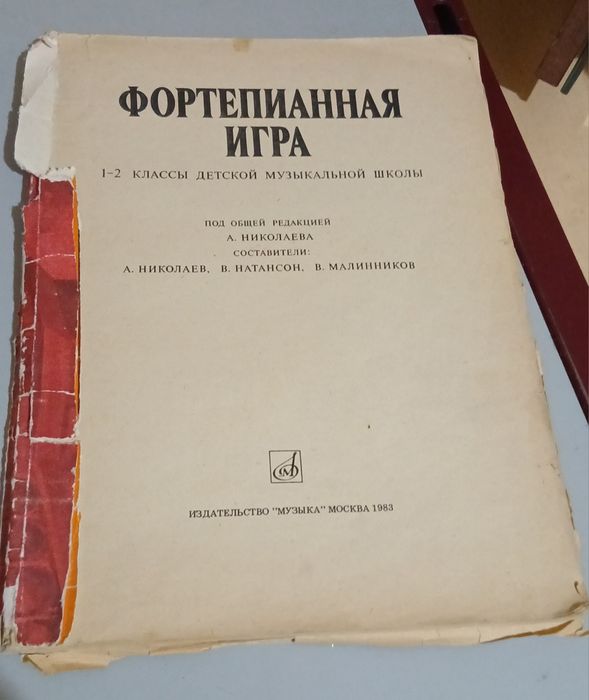 ФОРТЕПИАННАЯ
ИГРА
1–2 КЛАССЫ ДЕТСКОЙ МУЗЫКАЛЬНОЙ ШКОЛЫ
ПОД ОБЩЕЙ РЕДАКЦИЕЙ
А. НИКОЛАЕВА
СОСТАВИТЕЛИ:
А. НИКОЛАЕВ, В. НАТАНСОН, В. МАЛИННИКОВ
ИЗДАТЕЛЬСТВО "МУЗЫКА" МОСКВА 1983